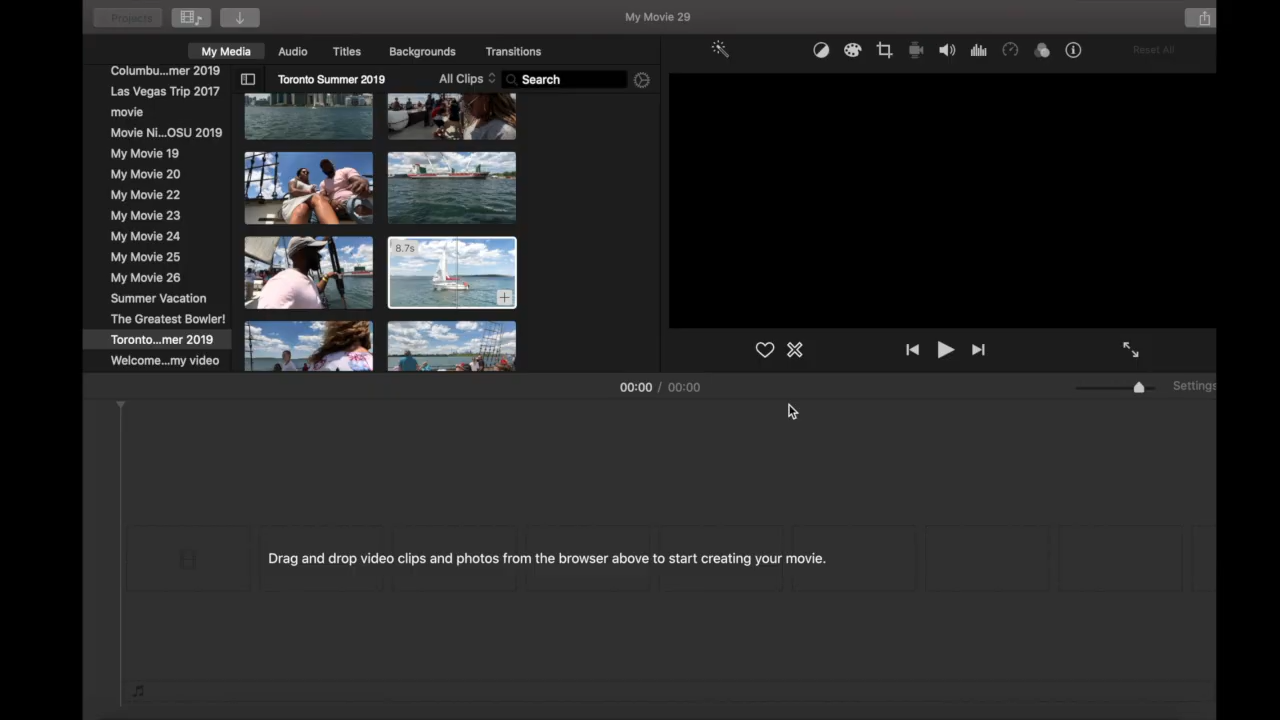 Projects
My Movie 29
My Media Audio Titles Backgrounds Transitions
Reset All
Columbu...mer 2019
Las Vegas Trip 2017
movie
Movie Ni...OSU 2019
My Movie 19
My Movie 20
My Movie 22
My Movie 23
My Movie 24
My Movie 25
My Movie 26
Summer Vacation
The Greatest Bowler!
Toronto...mer 2019
Welcome...my video
Toronto Summer 2019 All Clips Search
8.7s
00:00 / 00:00
Settings
Drag and drop video clips and photos from the browser above to start creating your movie.